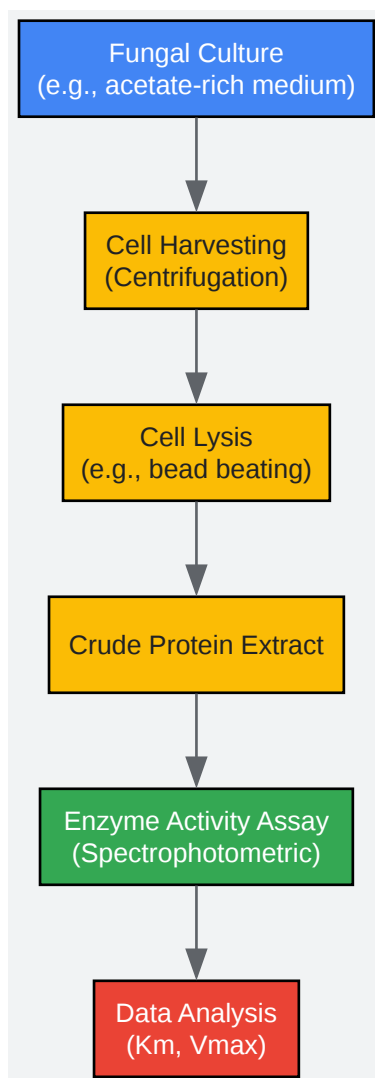 Fungal Culture
(e.g., acetate-rich medium)
Cell Harvesting
(Centrifugation)
Cell Lysis
(e.g., bead beating)
Crude Protein Extract
Enzyme Activity Assay
(Spectrophotometric)
Data Analysis
(Km, Vmax)